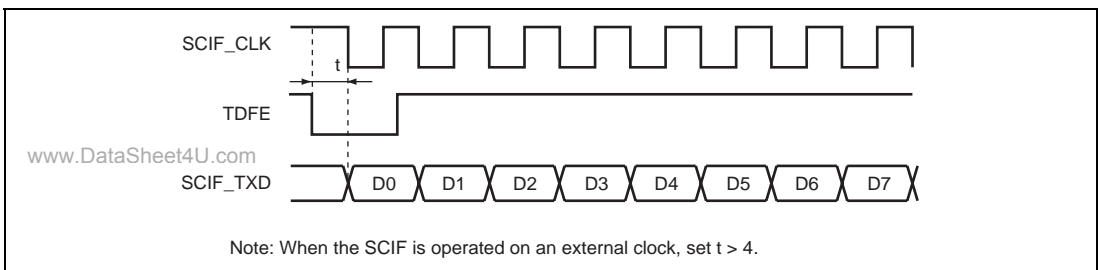 SCIF_CLK
t
TDFE
www.DataSheet4U.com
SCIF_TXD D0 D1 D2 D3 D4 D5 D6 D7
Note: When the SCIF is operated on an external clock, set t > 4.